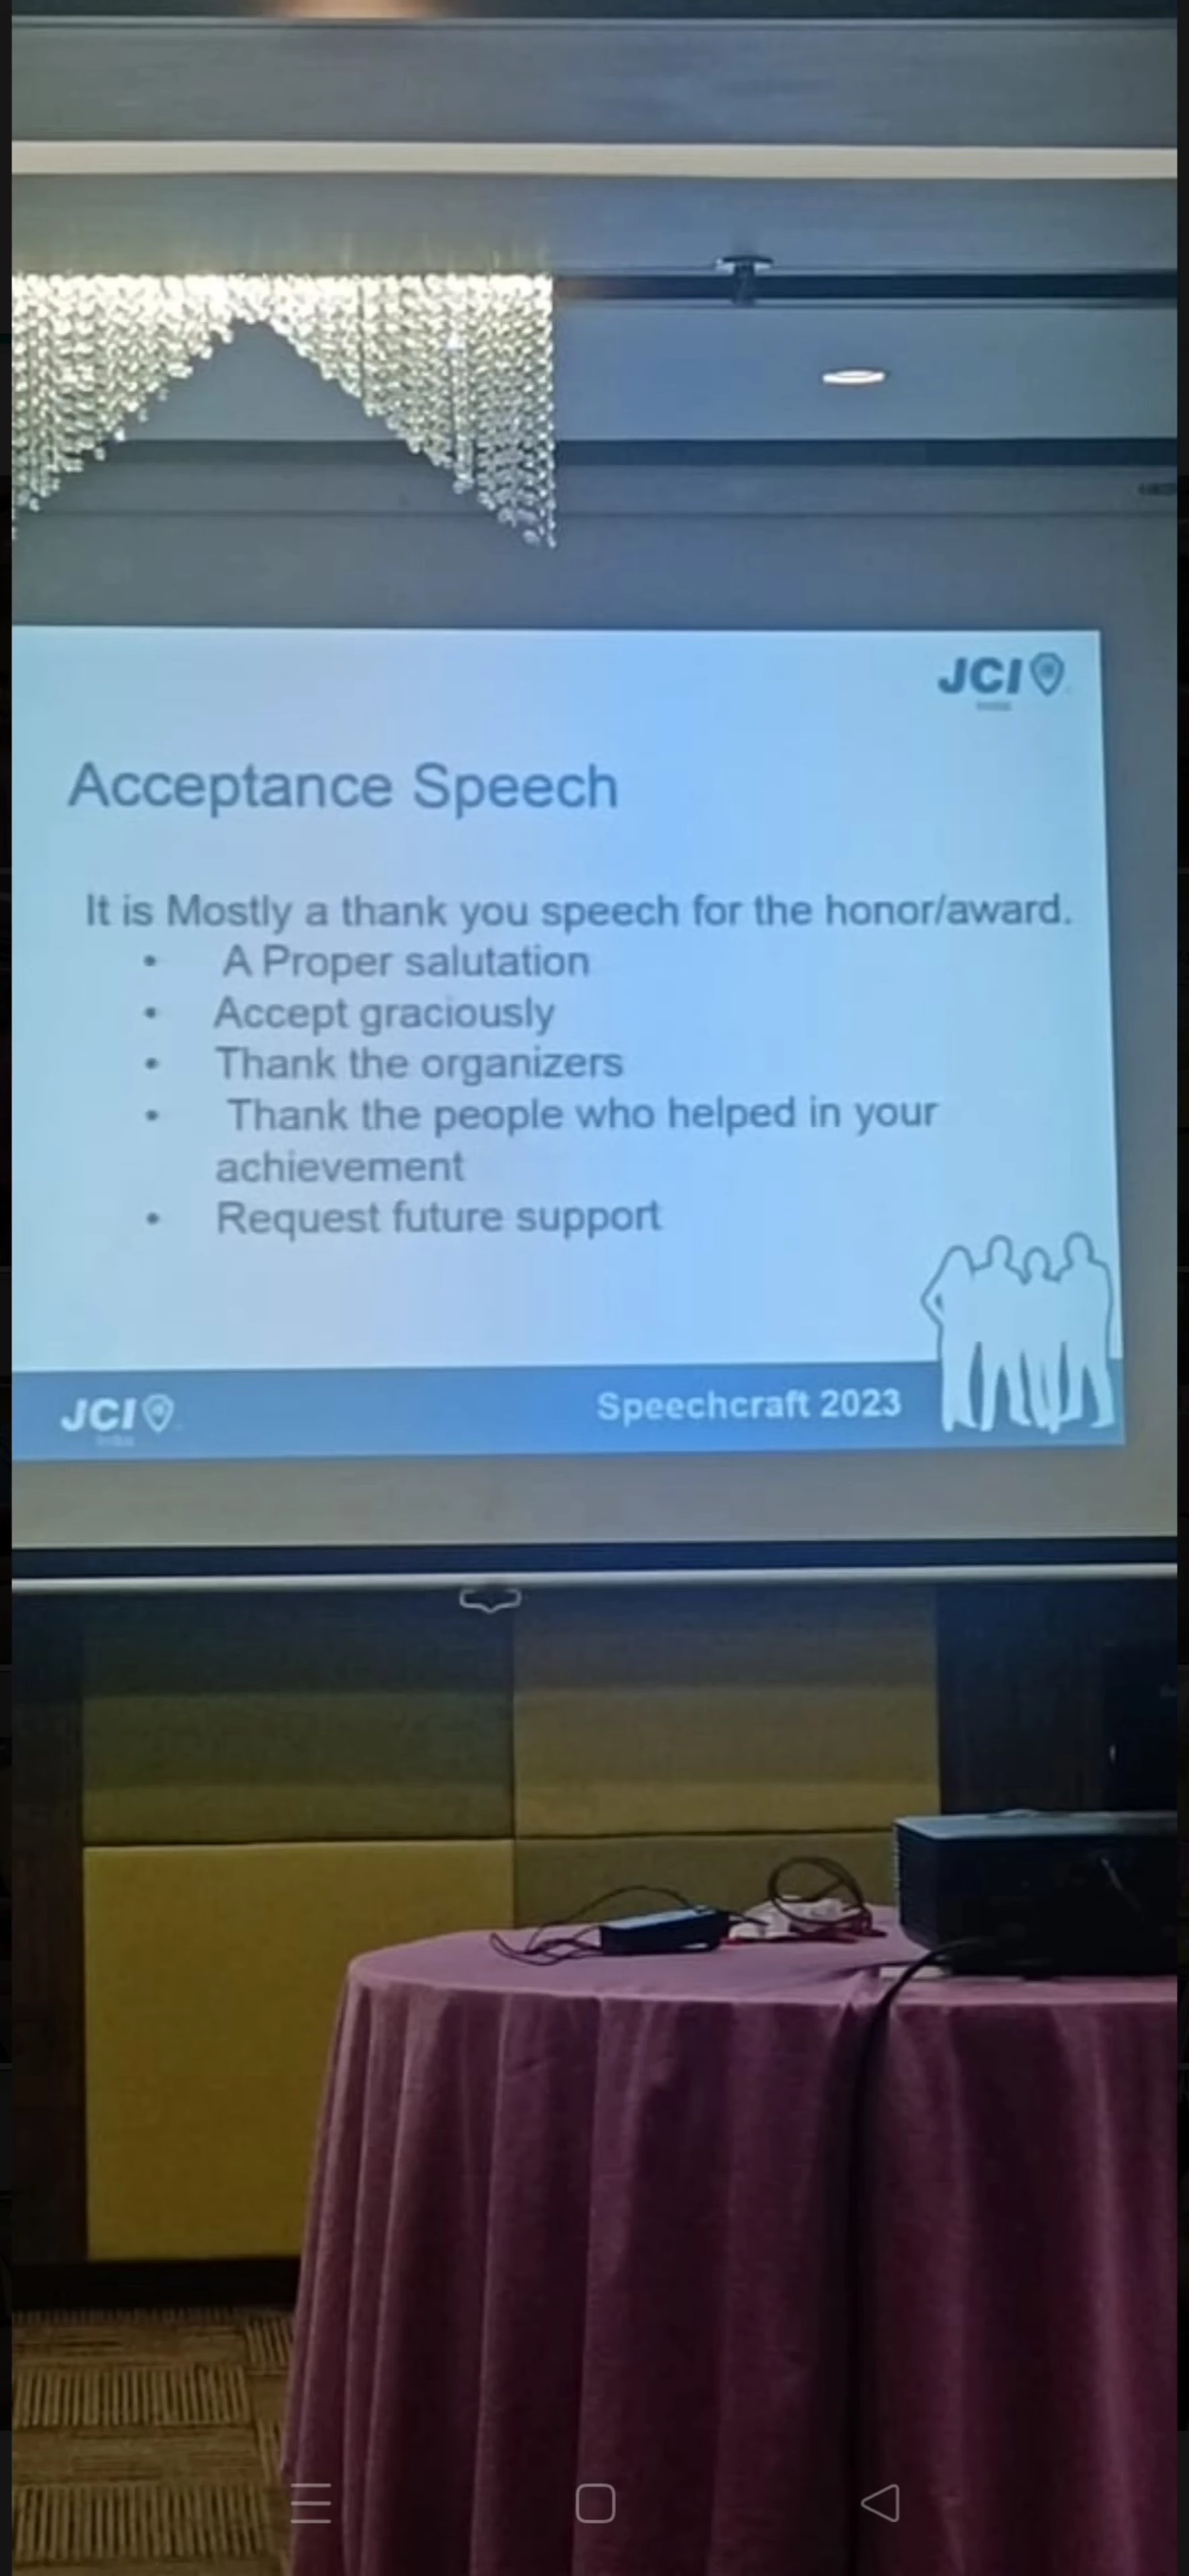 JCI
Acceptance Speech
It is Mostly a thank you speech for the honor/award.
• A Proper salutation
• Accept graciously
• Thank the organizers
• Thank the people who helped in your
achievement
• Request future support
JCI
Speechcraft 2023